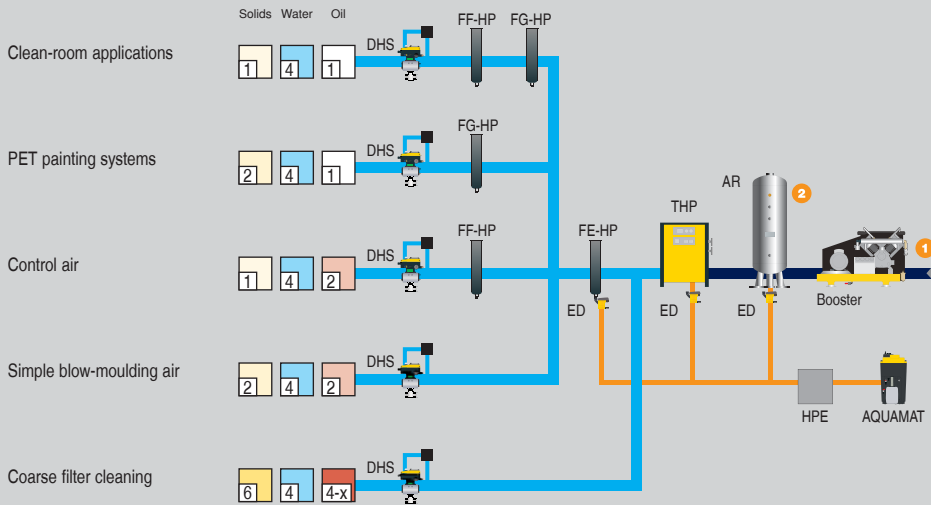 Solids Water Oil
FF-HP FG-HP
Clean-room applications
DHS
1 4 1
FG-HP
PET painting systems
DHS
2 4 1
AR
2
THP
FF-HP
FE-HP
1
Control air
DHS
1 4 2
Booster
ED ED ED
Simple blow-moulding air
DHS
2 4 2
HPE AQUAMAT
Coarse filter cleaning
DHS
6 4 4-x